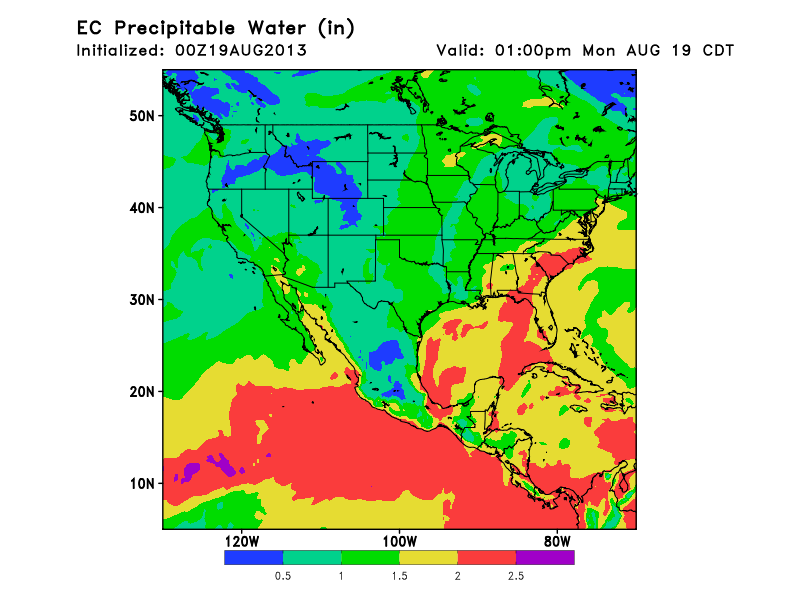 EC Precipitable Water (in)
Initialized: 00Z19AUG2013 Valid: 01:00pm Mon AUG 19 CDT
50N
40N
30N
20N
10N
120W 100W 80W
0.5 1 1.5 2 2.5